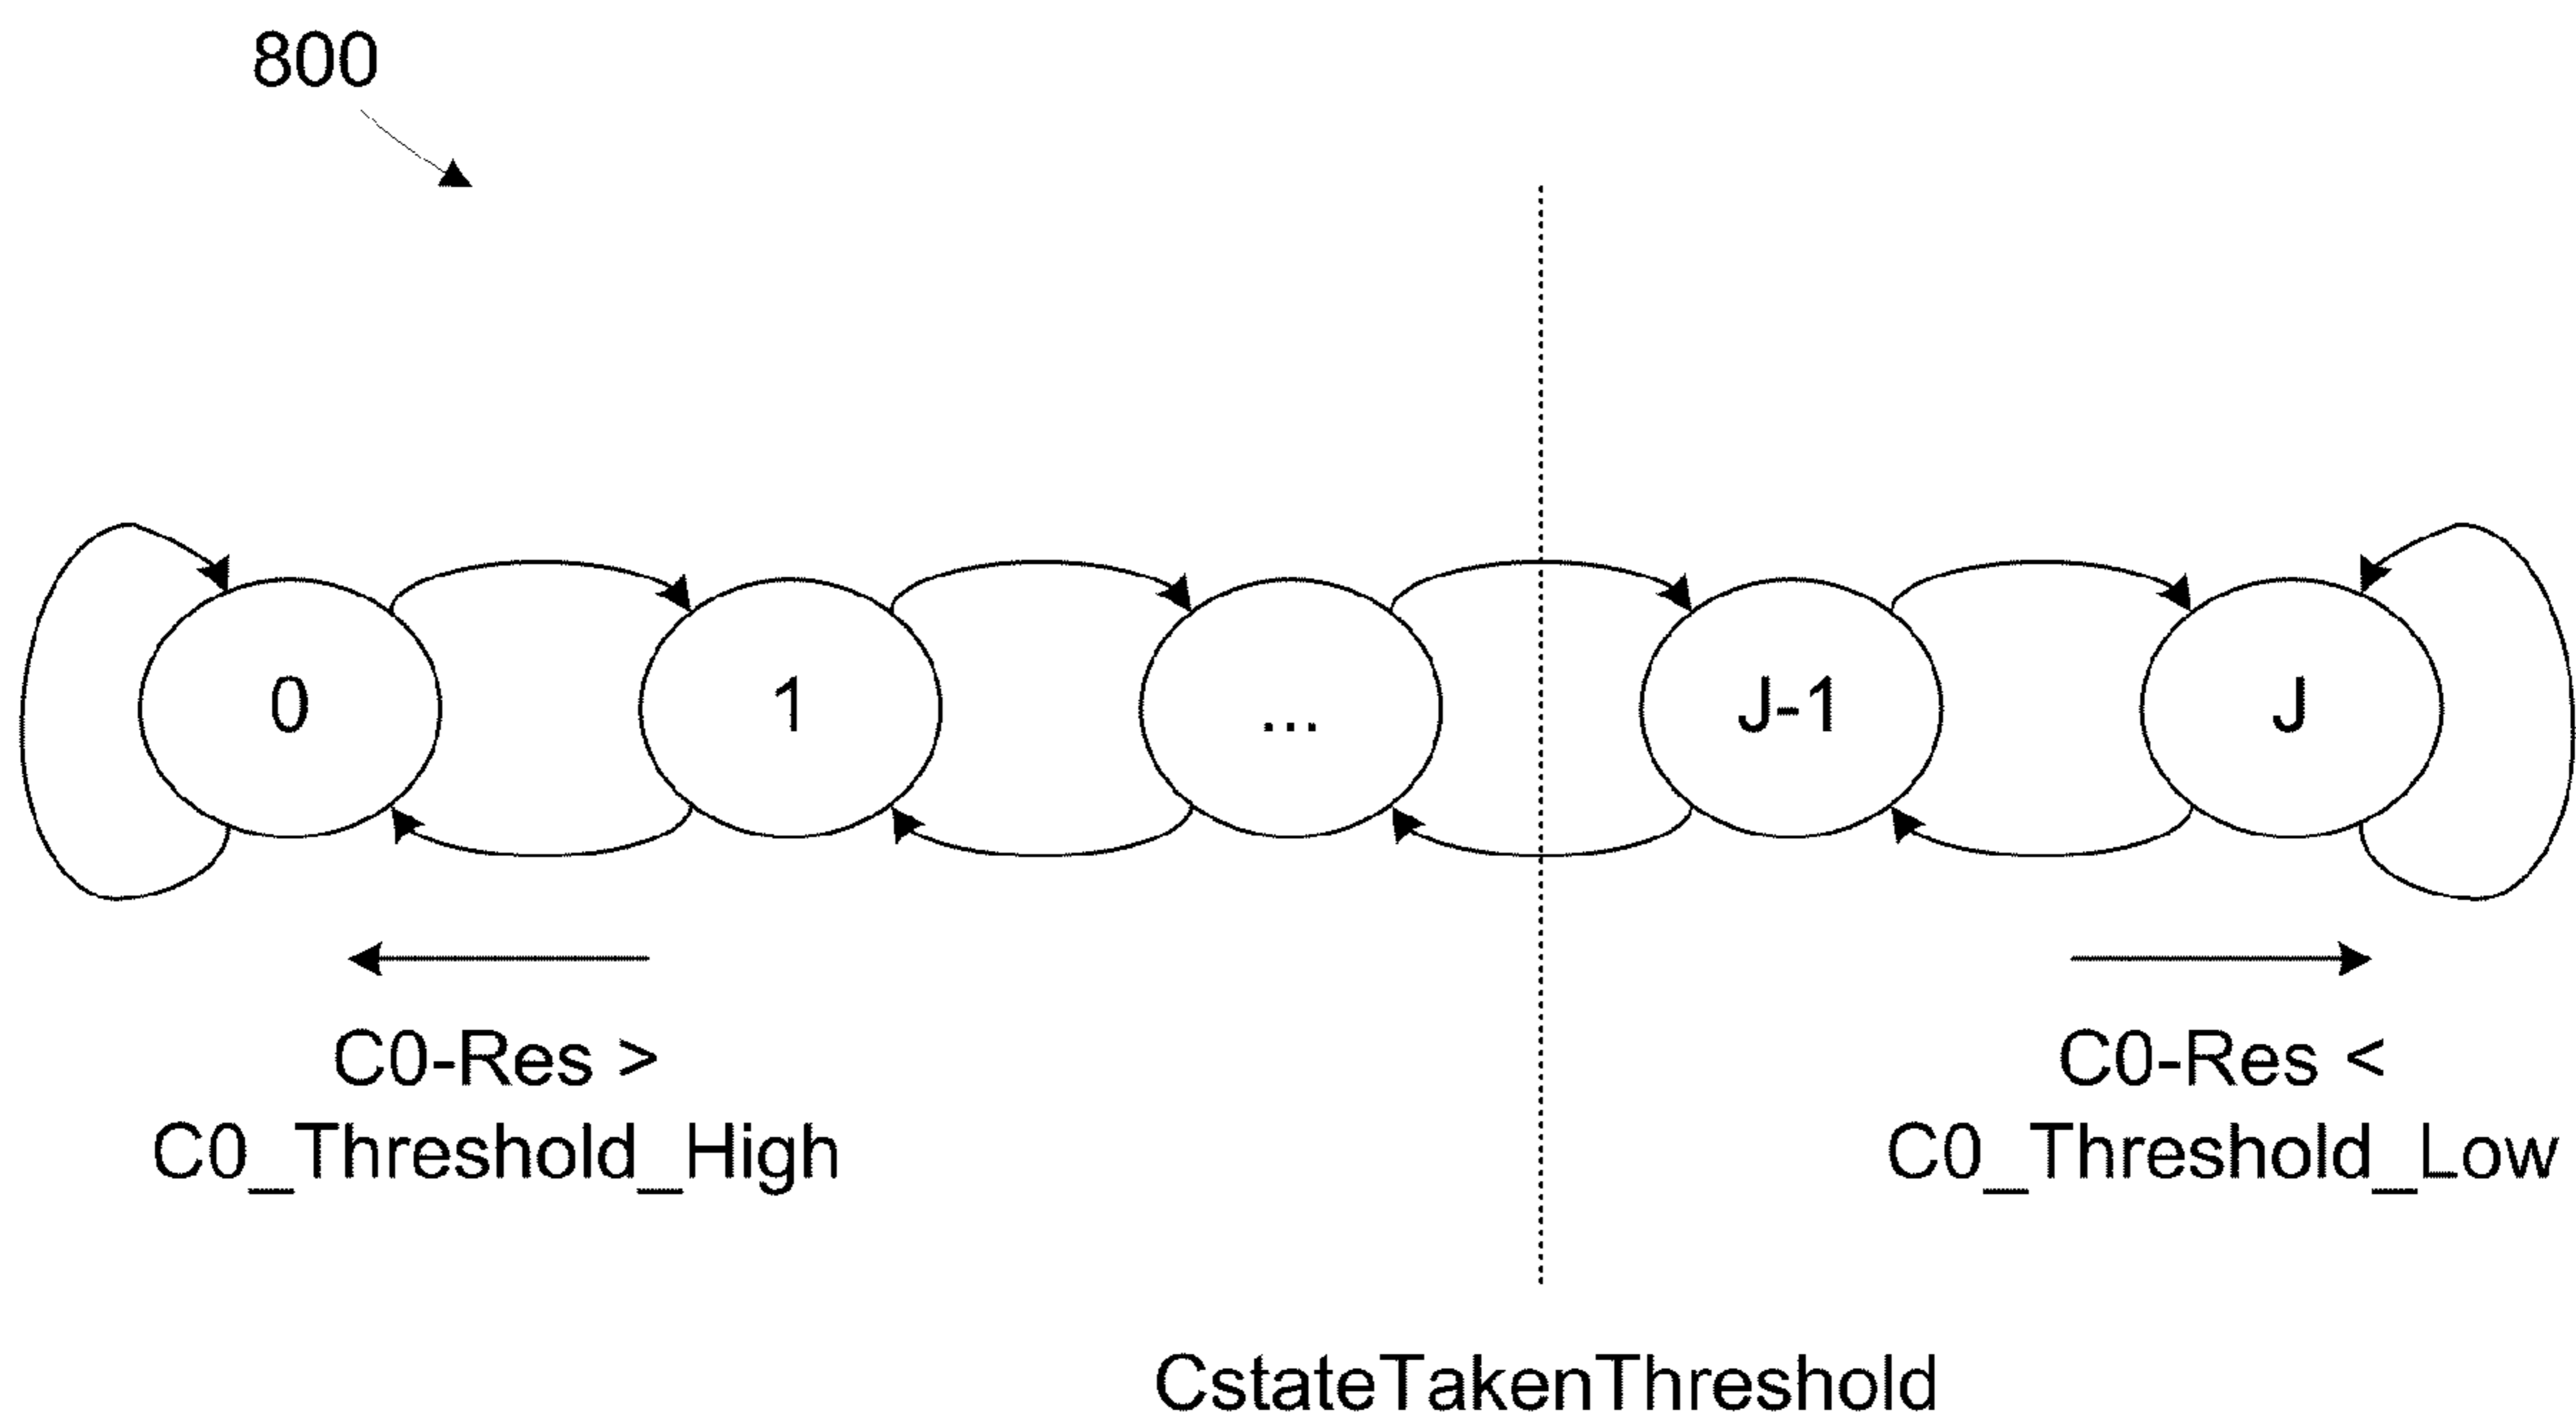 800
0
1
...
J-1
J
C0-Res >
C0_Threshold_High
C0-Res <
C0_Threshold_Low
CstateTakenThreshold